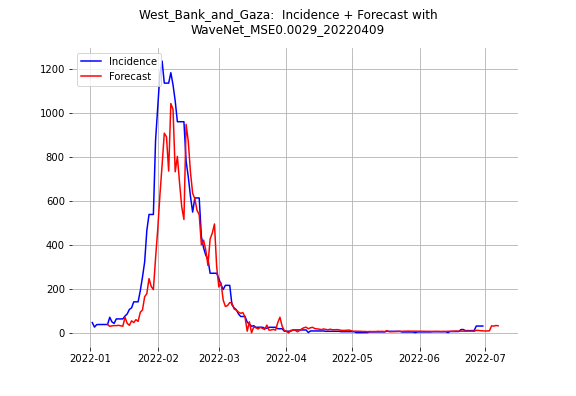 West_Bank_and_Gaza:  Incidence + Forecast with
WaveNet_MSE0.0029_20220409
Incidence
Forecast
1200
1000
800
600
400
200
0
2022-01 2022-02 2022-03 2022-04 2022-05 2022-06 2022-07